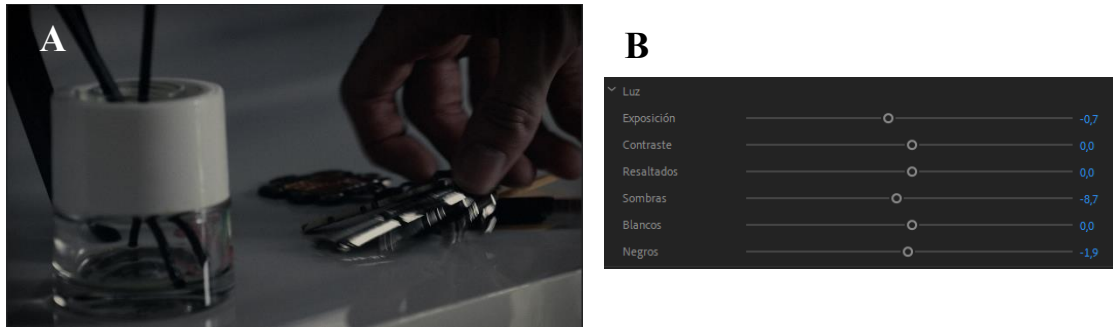 A
B
Luz
Exposición -0,7
Contraste 0,0
Resaltados 0,0
Sombras -8,7
Blancos 0,0
Negros -1,9